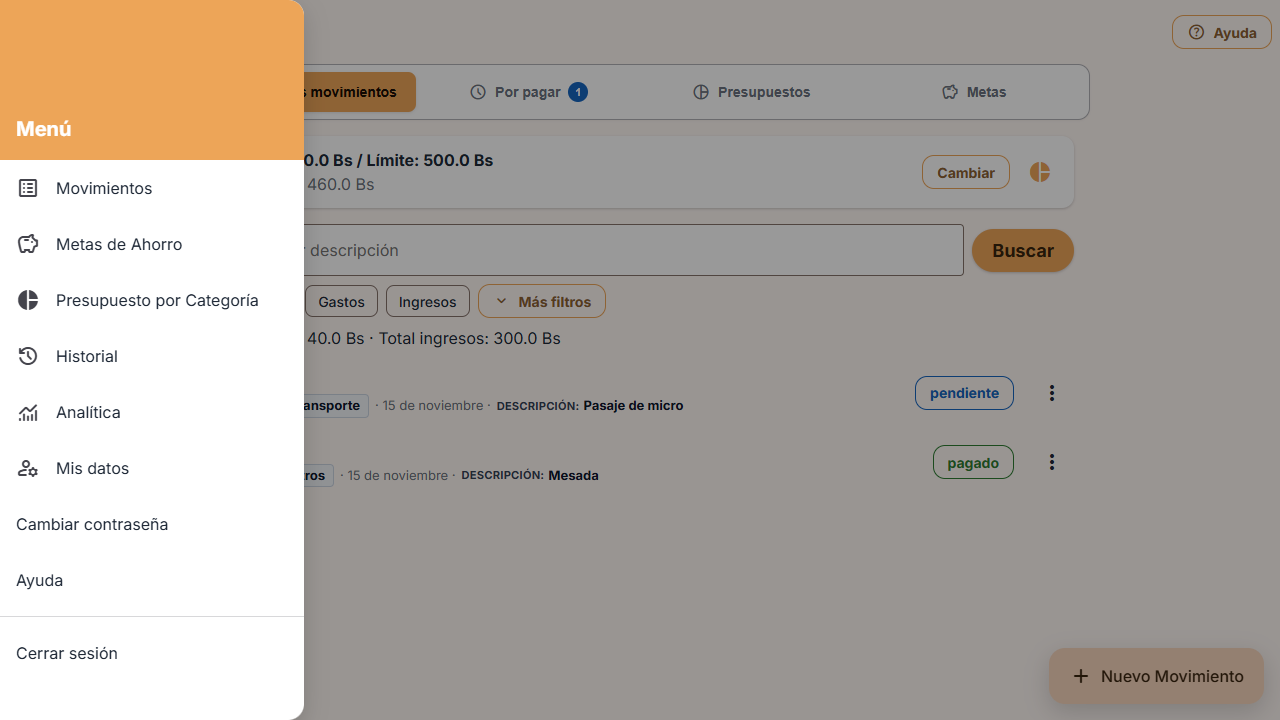 Menú
Movimientos
Metas de Ahorro
Presupuesto por Categoría
Historial
Analítica
Mis datos
Cambiar contraseña
Ayuda
Cerrar sesión
Ayuda
movimientos
Por pagar 1
Presupuestos
Metas
0.0 Bs / Límite: 500.0 Bs
460.0 Bs
Cambiar
descripción
Buscar
Gastos
Ingresos
Más filtros
40.0 Bs · Total ingresos: 300.0 Bs
· 15 de noviembre · DESCRIPCIÓN: Pasaje de micro
pendiente
· 15 de noviembre · DESCRIPCIÓN: Mesada
pagado
+ Nuevo Movimiento